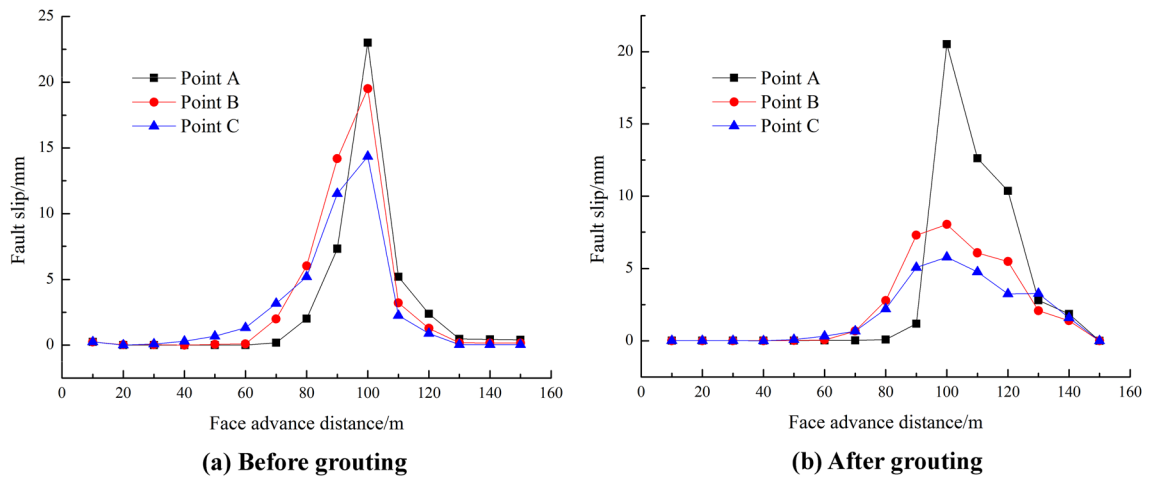 25
20
15
10
5
0
Fault slip/mm
Point A
Point B
Point C
0 20 40 60 80 100 120 140 160
Face advance distance/m
(a) Before grouting
20
15
10
5
0
Fault slip/mm
Point A
Point B
Point C
0 20 40 60 80 100 120 140 160
Face advance distance/m
(b) After grouting